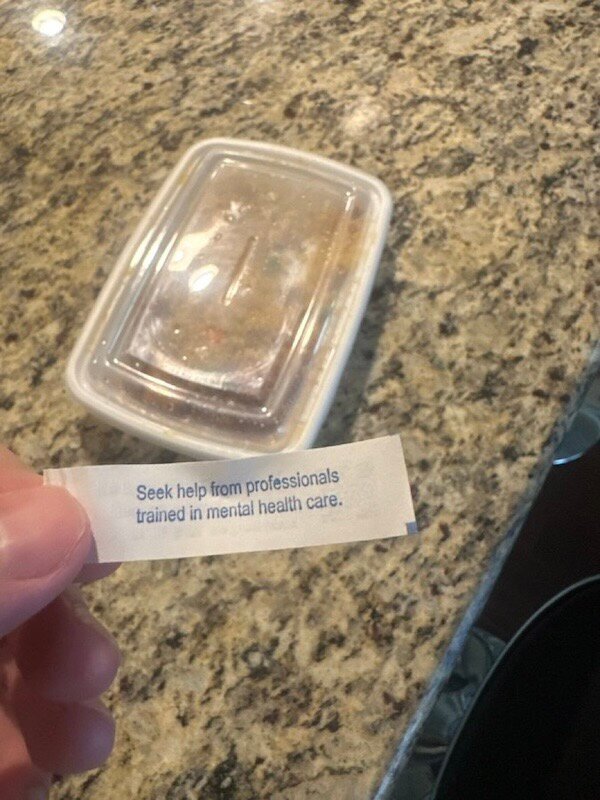 Seek help from professionals
trained in mental health care.